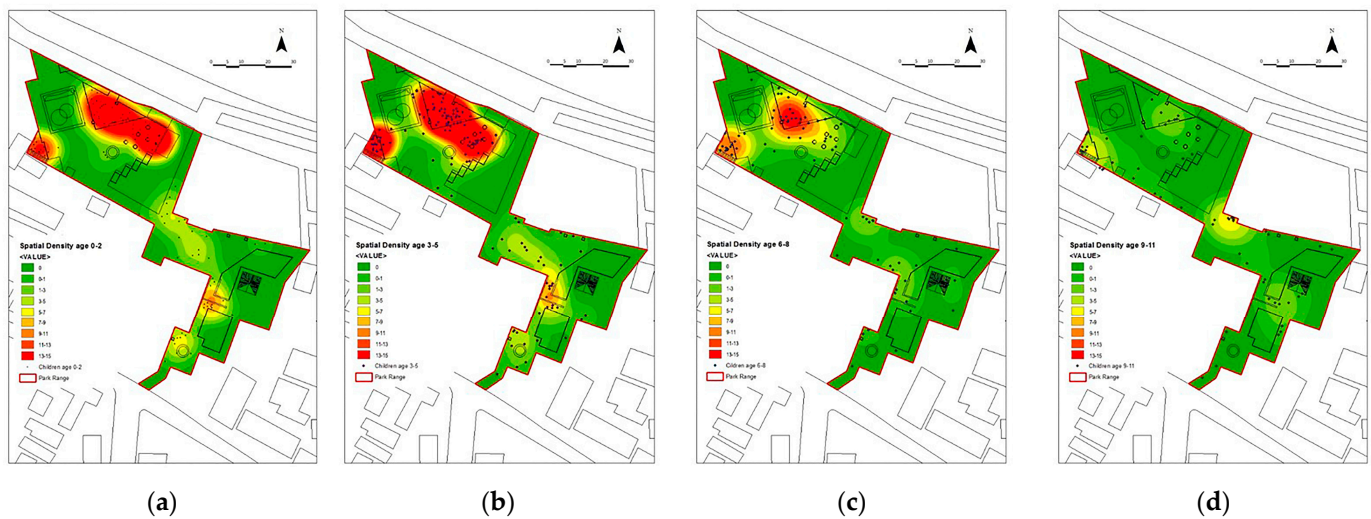 N
0 5 10 20 30
Spatial Density age 0-2
<VALUE>
0
0-1
1-3
3-5
5-7
7-9
9-11
11-13
13-15
Children age 0-2
Park Range
(a)
N
0 5 10 20 30
Spatial Density age 3-5
<VALUE>
0
0-1
1-3
3-5
5-7
7-9
9-11
11-13
13-15
Children age 3-5
Park Range
(b)
N
0 5 10 20 30
Spatial Density age 6-8
<VALUE>
0
0-1
1-3
3-5
5-7
7-9
9-11
11-13
13-15
Cildren age 6-8
Park Range
(c)
N
0 5 10 20 30
Spatial Density age 9-11
<VALUE>
0
0-1
1-3
3-5
5-7
7-9
9-11
11-13
13-15
Children age 9-11
Park Range
(d)